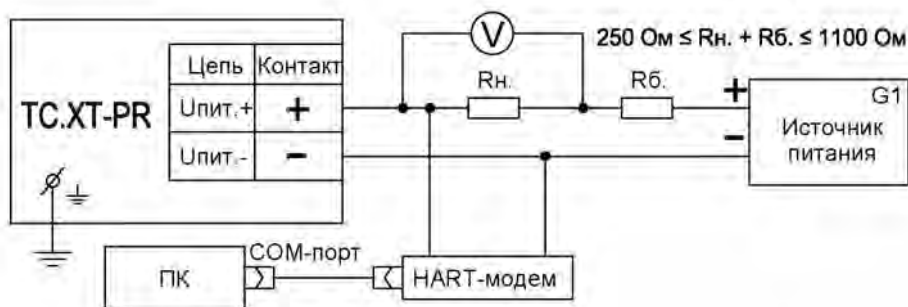 V
250 Ом ≤ Rн. + Rб. ≤ 1100 Ом
Цепь Контакт
Rн.
Rб.
+
G1
TC.XT-PR
Uпит.+ +
Источник
питания
-
Uпит.- -
COM-порт
ПК
HART-модем